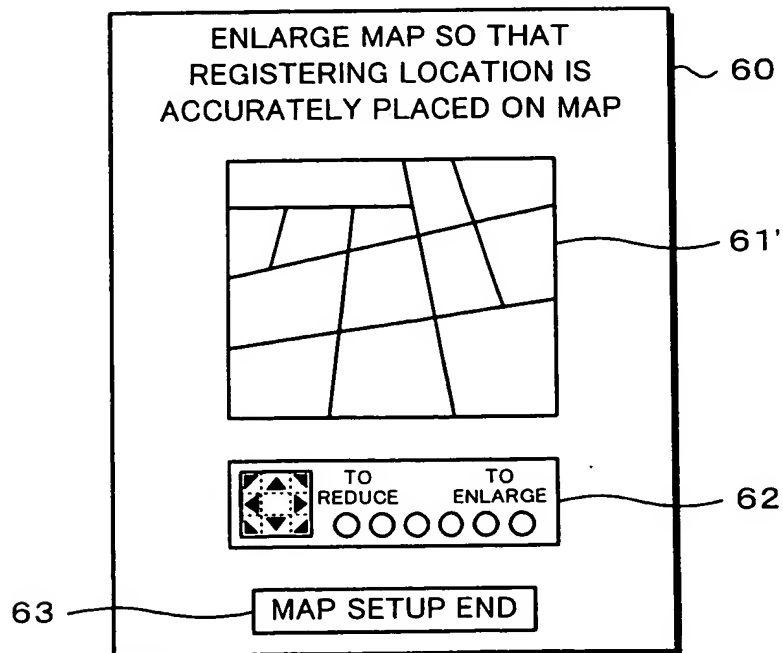 ENLARGE MAP SO THAT
REGISTERING LOCATION IS
ACCURATELY PLACED ON MAP
60
61'
TO REDUCE
TO ENLARGE
62
63
MAP SETUP END